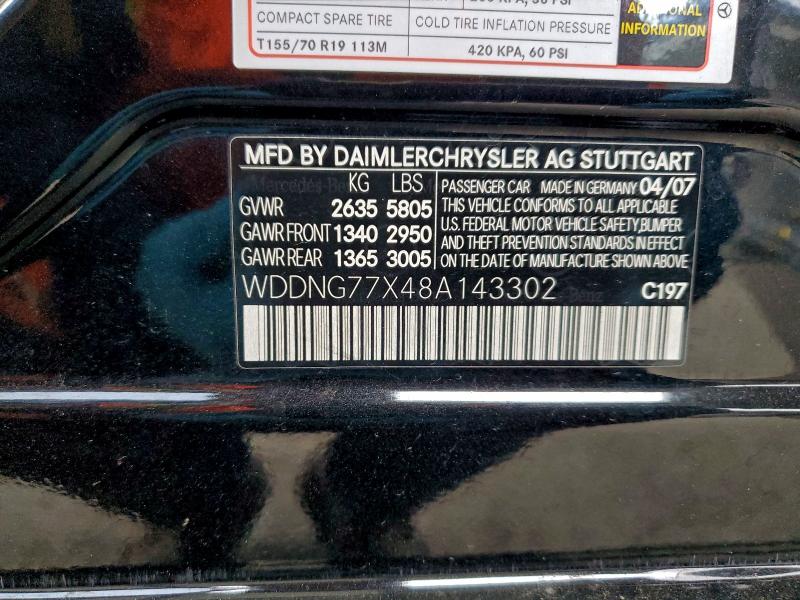 COMPACT SPARE TIRE COLD TIRE INFLATION PRESSURE
T155/70 R19 113M 420 KPA, 60 PSI
INFORMATION
MFD BY DAIMLERCHRYSLER AG STUTTGART
KG LBS
GVWR 2635 5805
GAWR FRONT 1340 2950
GAWR REAR 1365 3005
PASSENGER CAR MADE IN GERMANY 04/07
THIS VEHICLE CONFORMS TO ALL APPLICABLE
U.S. FEDERAL MOTOR VEHICLE SAFETY,BUMPER
AND THEFT PREVENTION STANDARDS IN EFFECT
ON THE DATE OF MANUFACTURE SHOWN ABOVE.
WDDNG77X48A143302 C197